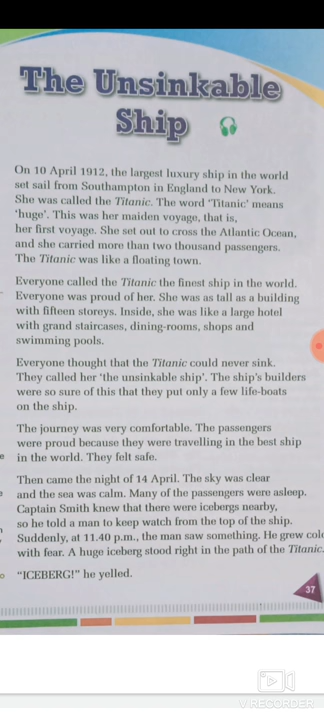 The Unsinkable
Ship
On 10 April 1912, the largest luxury ship in the world
set sail from Southampton in England to New York.
She was called the Titanic. The word 'Titanic' means
'huge'. This was her maiden voyage, that is,
her first voyage. She set out to cross the Atlantic Ocean,
and she carried more than two thousand passengers.
The Titanic was like a floating town.
Everyone called the Titanic the finest ship in the world.
Everyone was proud of her. She was as tall as a building
with fifteen storeys. Inside, she was like a large hotel
with grand staircases, dining-rooms, shops and
swimming pools.
Everyone thought that the Titanic could never sink.
They called her 'the unsinkable ship'. The ship's builders
were so sure of this that they put only a few life-boats
on the ship.
The journey was very comfortable. The passengers
were proud because they were travelling in the best ship
in the world. They felt safe.
Then came the night of 14 April. The sky was clear
and the sea was calm. Many of the passengers were asleep.
Captain Smith knew that there were icebergs nearby,
so he told a man to keep watch from the top of the ship.
Suddenly, at 11.40 p.m., the man saw something. He grew cold
with fear. A huge iceberg stood right in the path of the Titanic.
"ICEBERG!" he yelled.
37
V RECORDER